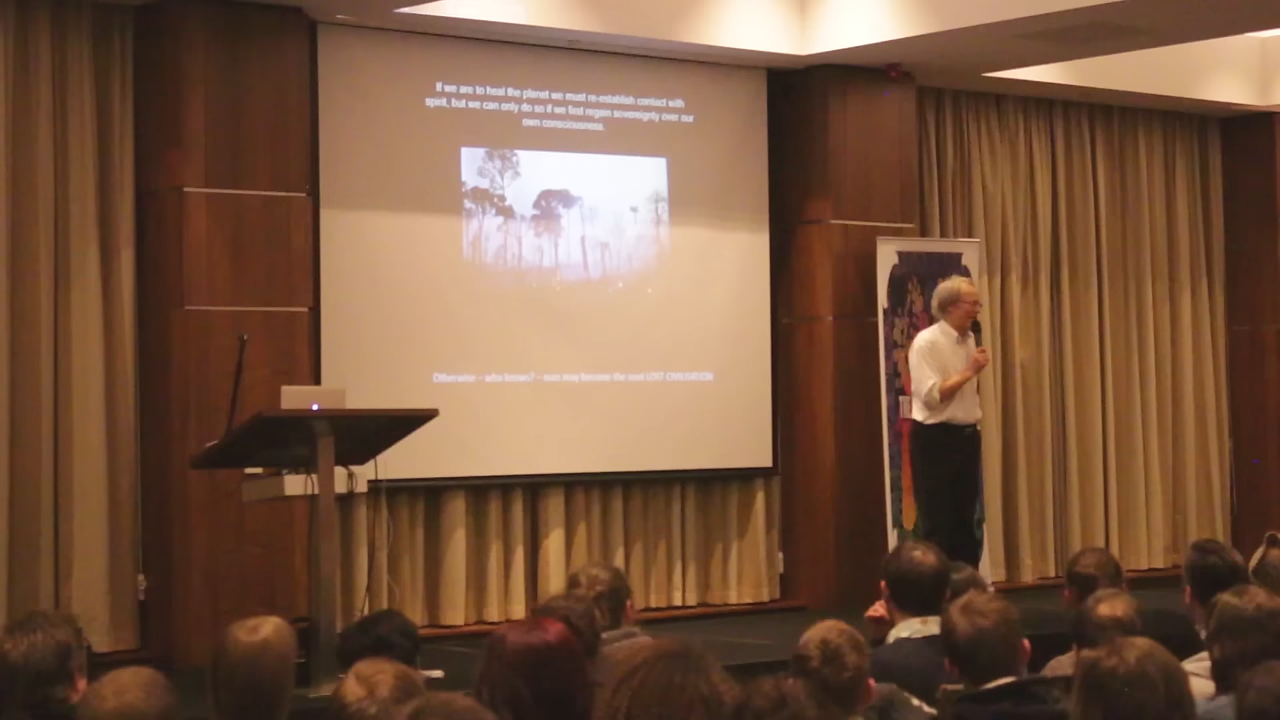 If we are to heal the planet we must re-establish contact with
spirit, but we can only do so if we first regain sovereignty over our
own consciousness.
Otherwise – who knows? – ours may become the next LOST CIVILISATION